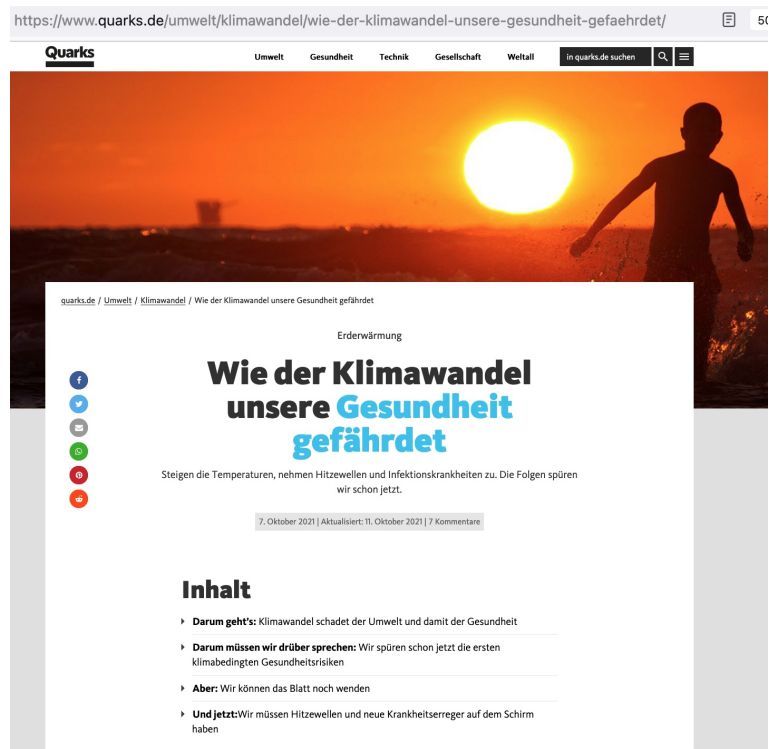 https://www.quarks.de/umwelt/klimawandel/wie-der-klimawandel-unsere-gesundheit-gefaehrdet/
50
Quarks
Umwelt Gesundheit Technik Gesellschaft Weltall in quarks.de suchen
quarks.de / Umwelt / Klimawandel / Wie der Klimawandel unsere Gesundheit gefährdet
Erderwärmung
Wie der Klimawandel
unsere Gesundheit
gefährdet
Steigen die Temperaturen, nehmen Hitzewellen und Infektionskrankheiten zu. Die Folgen spüren
wir schon jetzt.
7. Oktober 2021 | Aktualisiert: 11. Oktober 2021 | 7 Kommentare
Inhalt
Darum geht's: Klimawandel schadet der Umwelt und damit der Gesundheit
Darum müssen wir drüber sprechen: Wir spüren schon jetzt die ersten
klimabedingten Gesundheitsrisiken
Aber: Wir können das Blatt noch wenden
Und jetzt:Wir müssen Hitzewellen und neue Krankheitserreger auf dem Schirm
haben